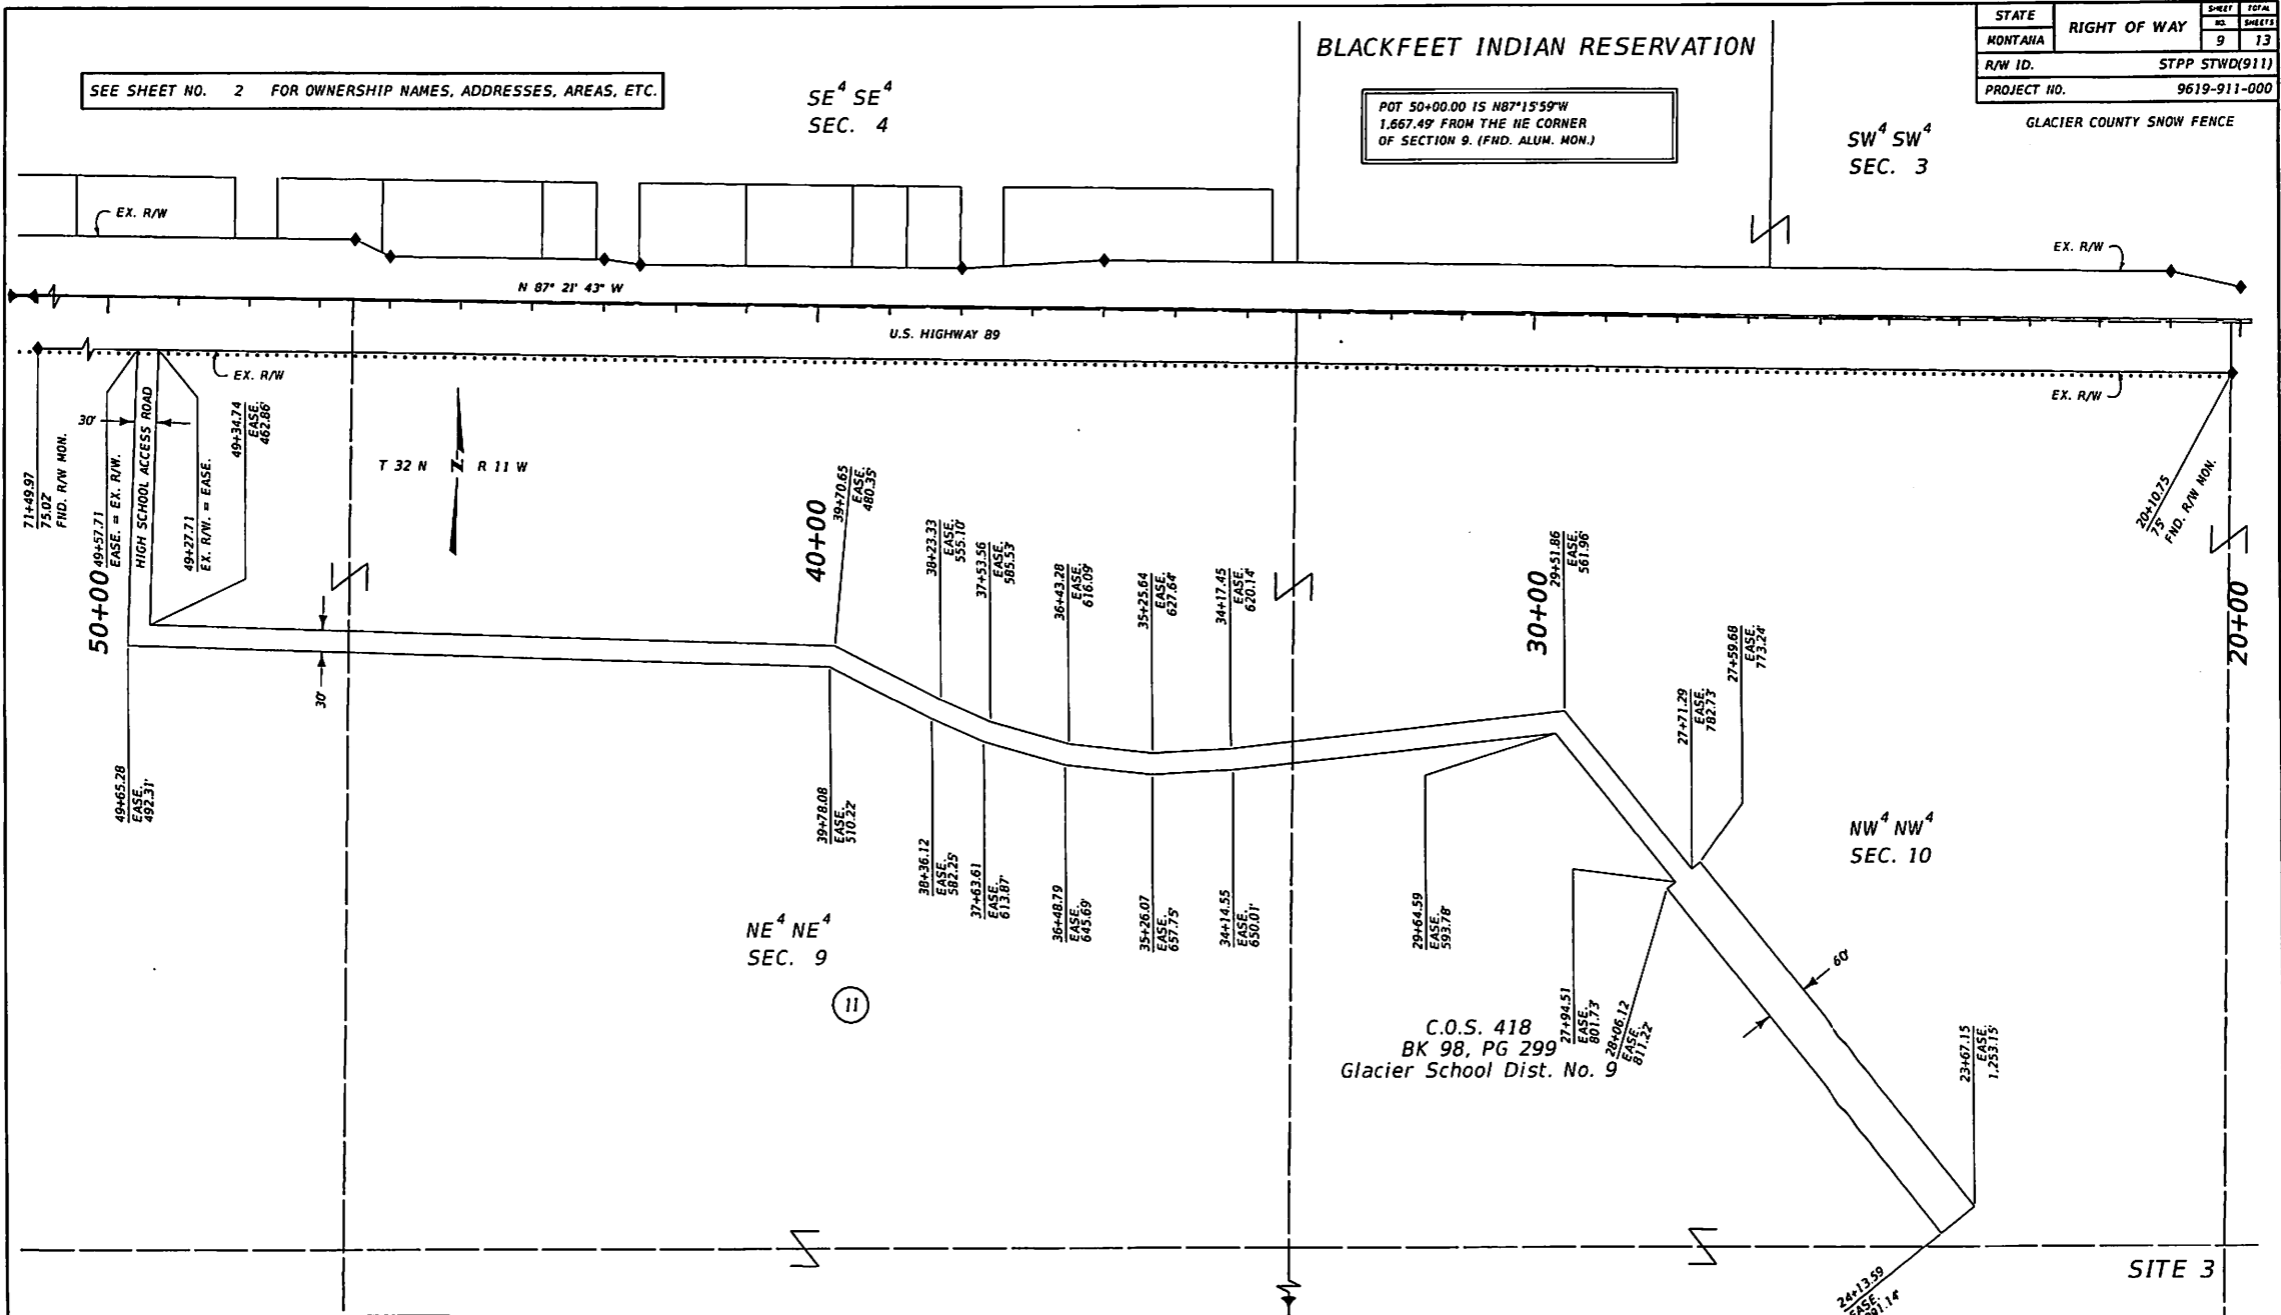 STATE
MONTANA
RIGHT OF WAY
SHEET NO.
TOTAL SHEETS
9
13
R/W ID. STPP STWD(911)
PROJECT NO. 9619-911-000
GLACIER COUNTY SNOW FENCE
BLACKFEET INDIAN RESERVATION
SEE SHEET NO. 2 FOR OWNERSHIP NAMES, ADDRESSES, AREAS, ETC.
SE4 SE4
SEC. 4
POT 50+00.00 IS N87°15'59"W
1,667.49' FROM THE NE CORNER
OF SECTION 9. (FND. ALUM. MON.)
SW4 SW4
SEC. 3
EX. R/W
EX. R/W
N 87° 21' 43" W
U.S. HIGHWAY 89
EX. R/W
EX. R/W
71+49.97
75.02'
FND. R/W MON.
30'
50+00
49+57.71
EASE. = EX. R/W.
HIGH SCHOOL ACCESS ROAD
49+27.71
EX. R/W. = EASE.
49+34.74
EASE.
462.86'
T 32 N
N
R 11 W
30'
49+65.28
EASE.
492.31'
40+00
39+70.65
EASE.
480.35'
38+23.33
EASE.
555.10'
37+53.56
EASE.
585.53'
36+43.28
EASE.
616.09'
35+25.64
EASE.
627.64'
34+17.45
EASE.
620.14'
30+00
29+51.86
EASE.
561.96'
27+71.29
EASE.
782.73'
27+59.68
EASE.
773.24'
20+10.75
75'
FND. R/W MON.
20+00
39+78.08
EASE.
510.22'
38+36.12
EASE.
582.25'
37+63.61
EASE.
613.87'
36+48.79
EASE.
645.69'
35+26.07
EASE.
657.75'
34+14.55
EASE.
650.01'
29+64.59
EASE.
593.78'
27+94.51
EASE.
801.73'
28+06.12
EASE.
811.22'
NW4 NW4
SEC. 10
NE4 NE4
SEC. 9
11
60'
C.O.S. 418
BK 98, PG 299
Glacier School Dist. No. 9
23+67.15
EASE.
1,253.15'
24+13.59
EASE.
SITE 3